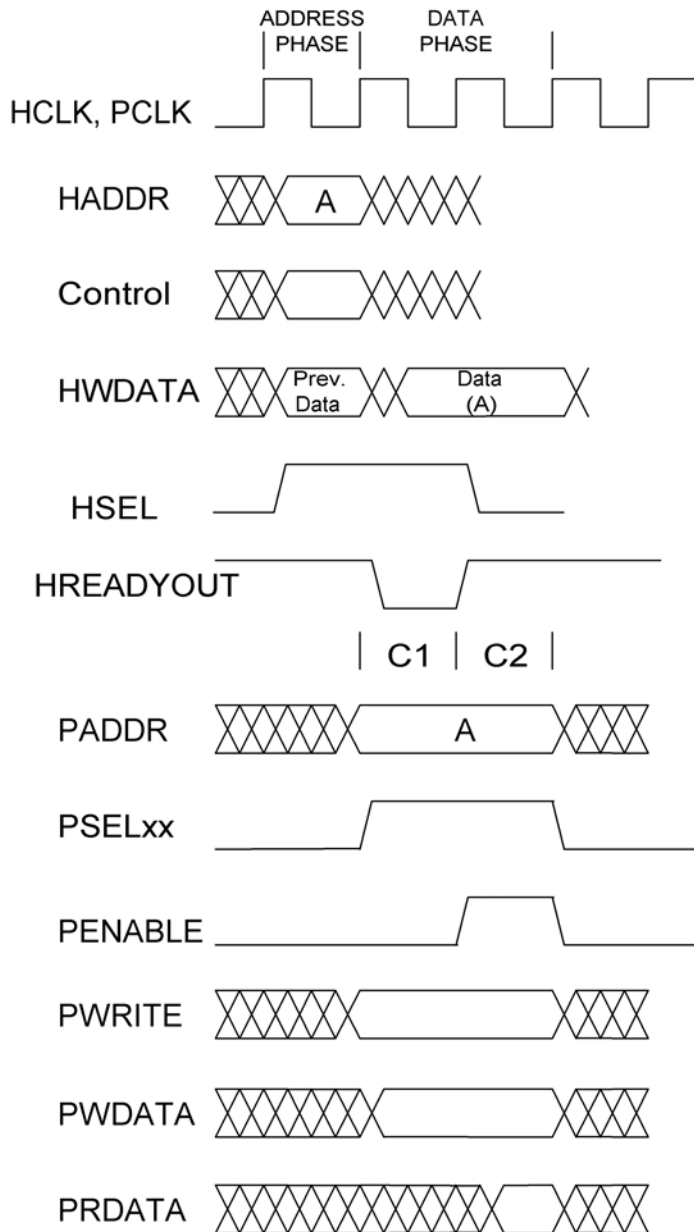 ADDRESS DATA
PHASE PHASE
HCLK, PCLK
HADDR A
Control
HWDATA Prev. Data
Data (A)
HSEL
HREADYOUT
C1 C2
PADDR A
PSELxx
PENABLE
PWRITE
PWDATA
PRDATA